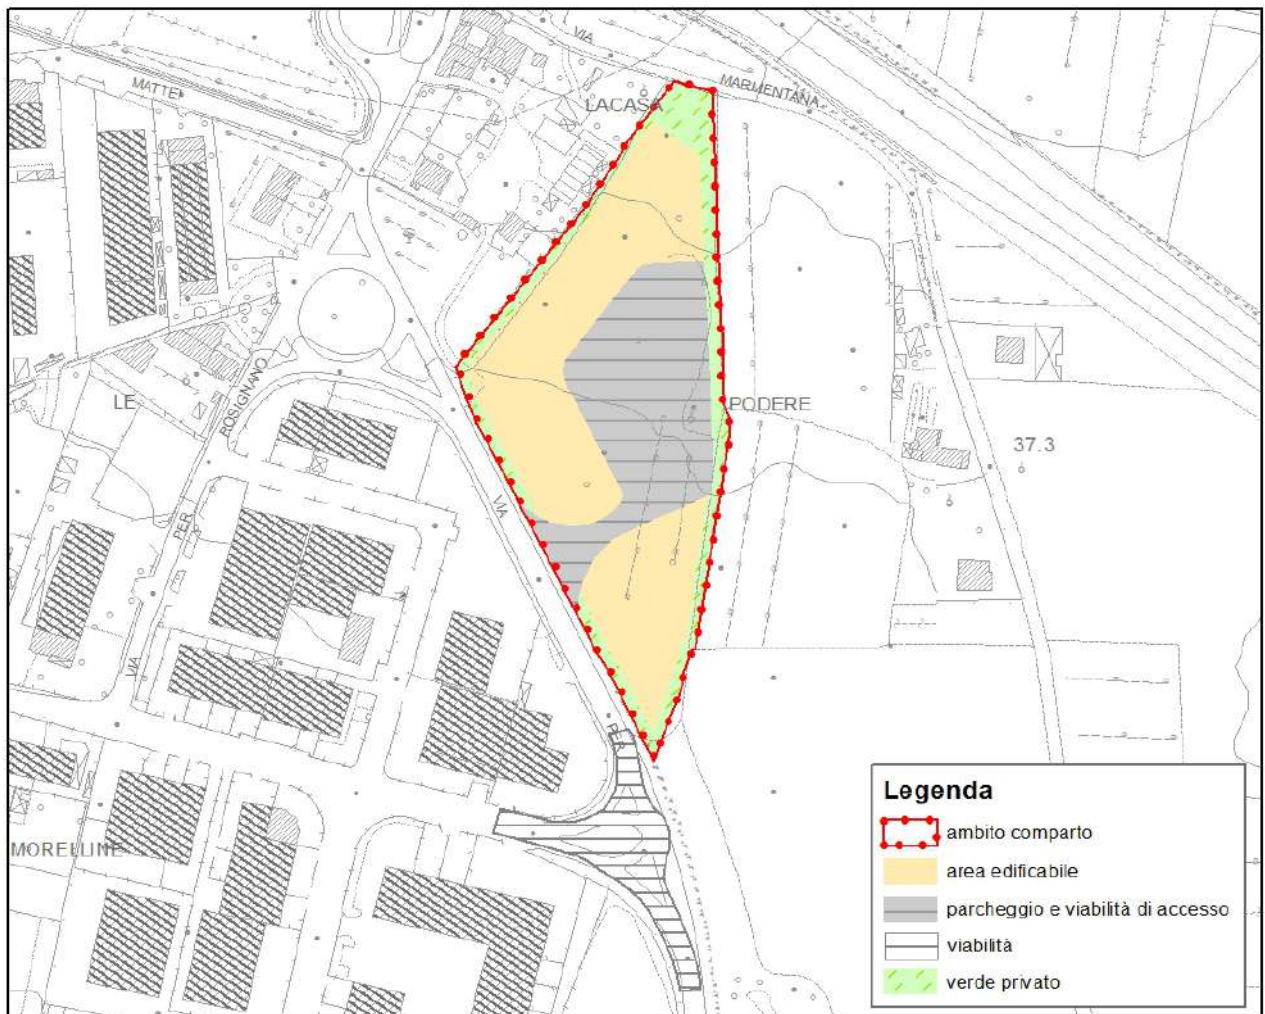 VIA
MARMENTANA
MATTEI
LACASA
LE
ROSIGNANO
PODERE
37.3
VIA
PER
VIA
PER
MORELLINE
Legenda
ambito comparto
area edificabile
parcheggio e viabilità di accesso
viabilità
verde privato